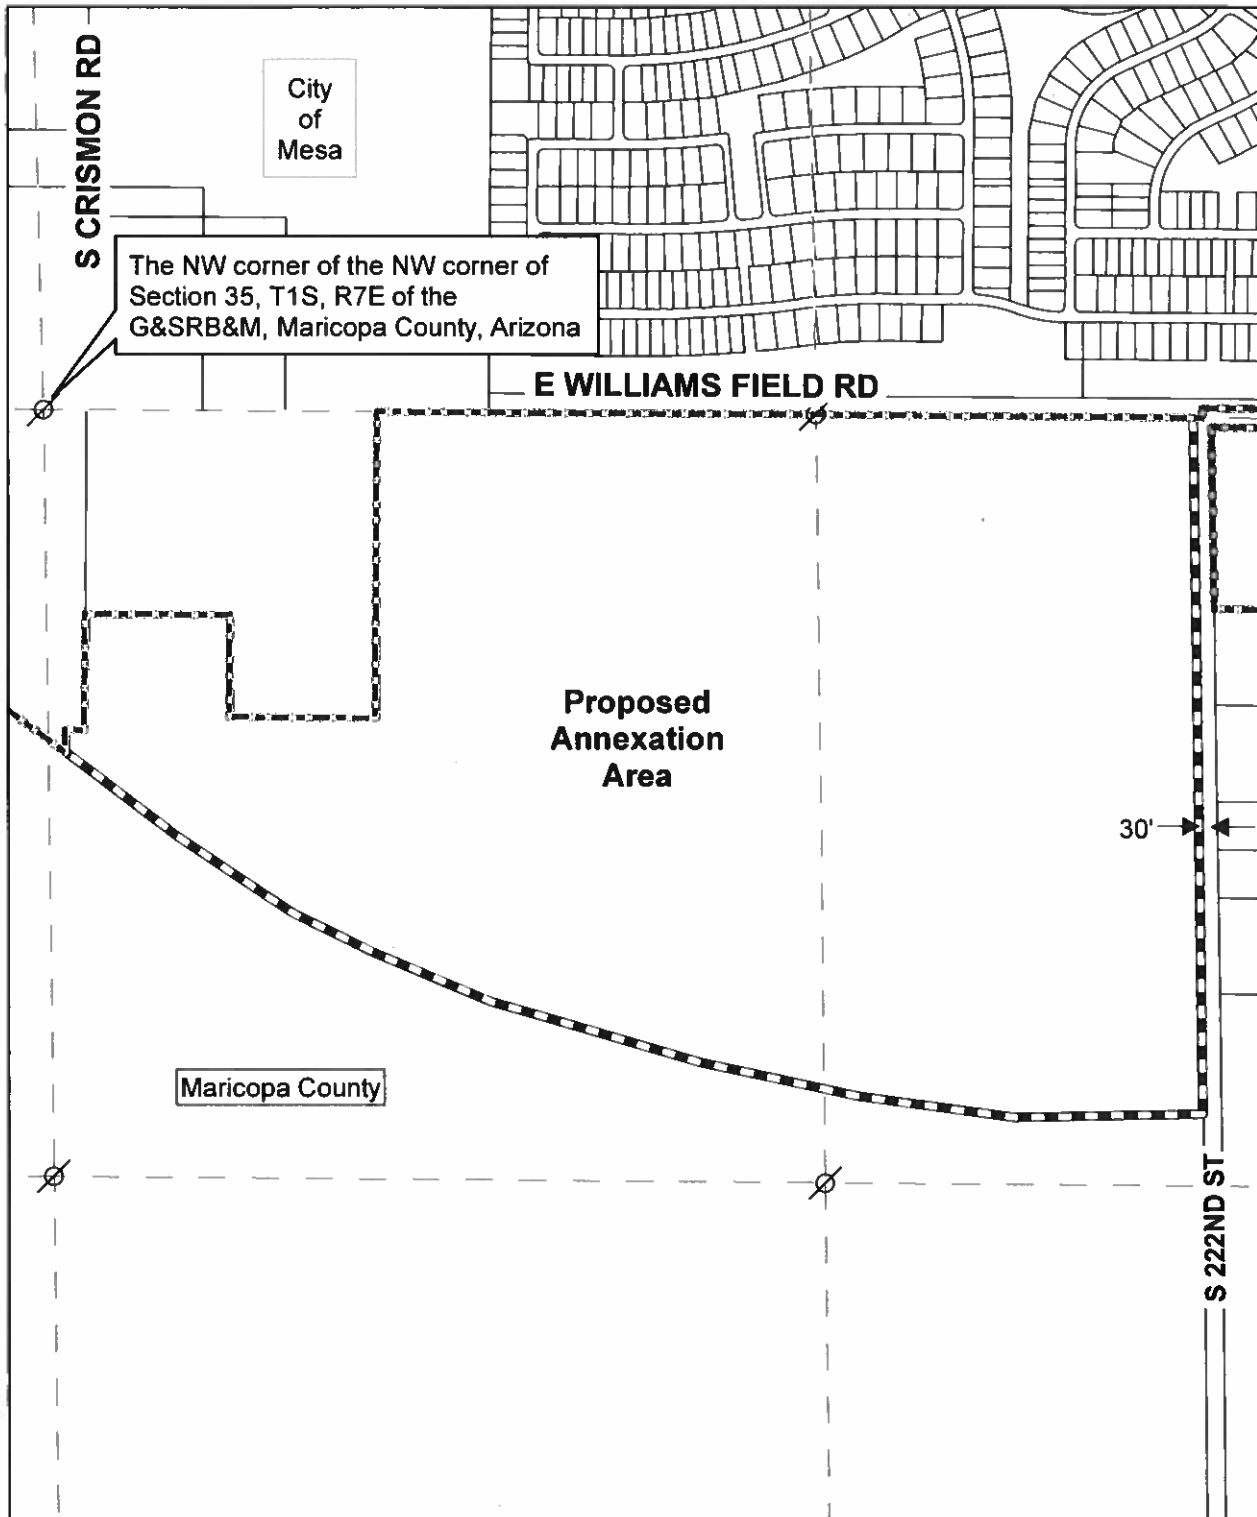 S CRISMON RD
City
of
Mesa
The NW corner of the NW corner of
Section 35, T1S, R7E of the
G&SRB&M, Maricopa County, Arizona
E WILLIAMS FIELD RD
Proposed
Annexation
Area
30'
Maricopa County
S 222ND ST